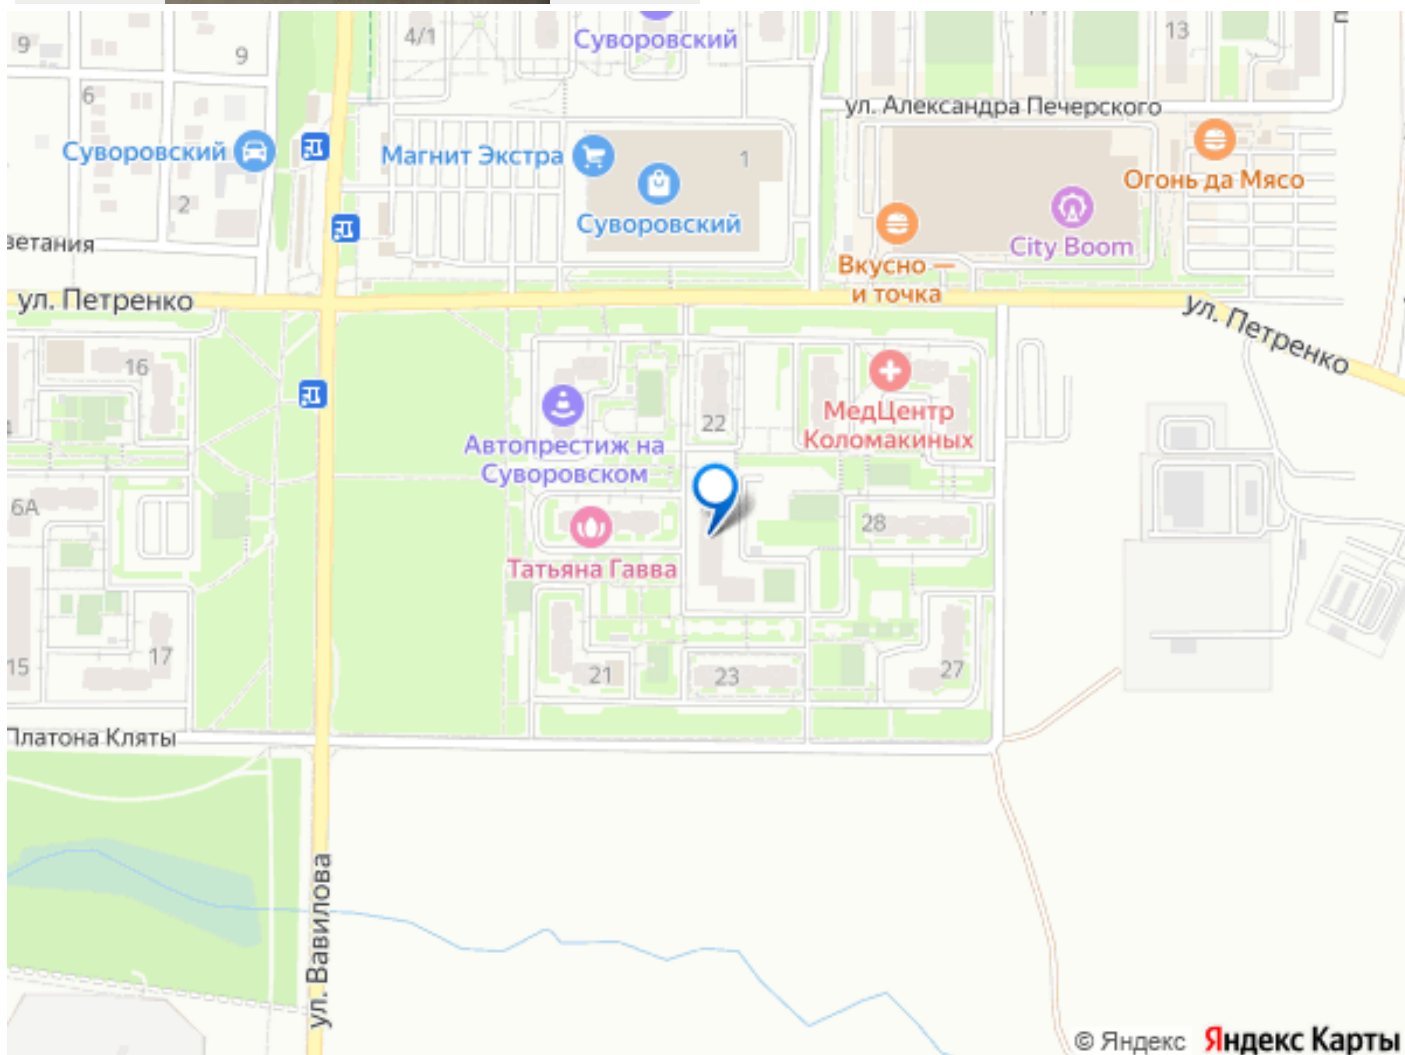 9
9
4/1
Суворовский
13
6
ул. Александра Печерского
Суворовский
Магнит Экстра
1
Огонь да Мясо
2
Суворовский
City Boom
ветания
Вкусно —
и точка
ул. Петренко
ул. Петренко
16
МедЦентр
Коломакиных
22
Автопрестиж на
Суворовском
6А
28
Татьяна Гавва
15
17
21
23
27
Платона Кляты
ул. Вавилова
© Яндекс Яндекс Карты